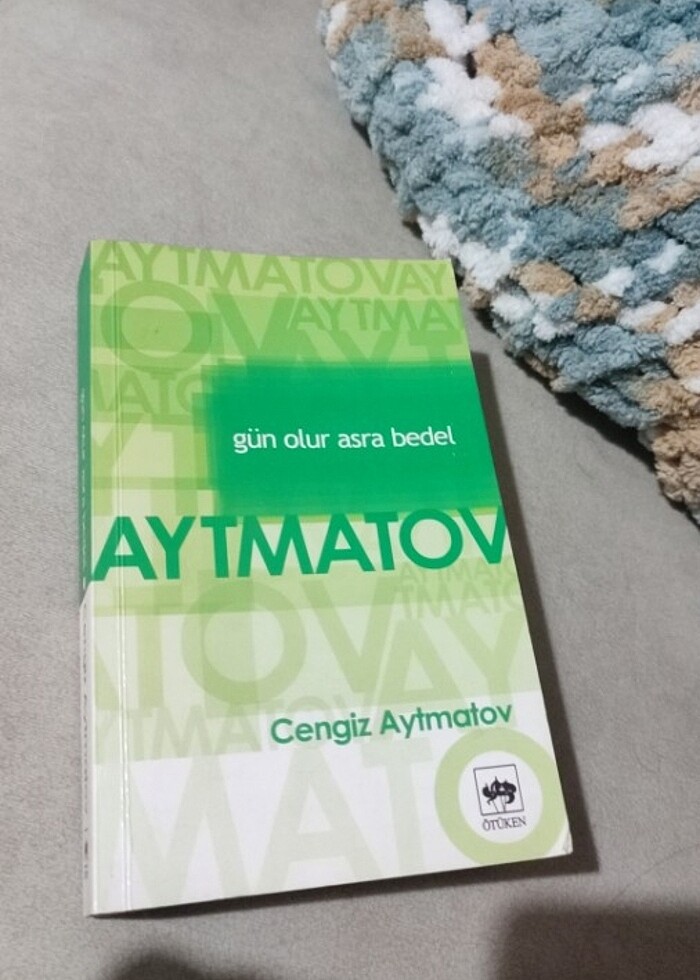 AYTMATOVAY
AYTMA
gün olur asra bedel
AYTMATOV
Cengiz Aytmatov
ÖTÜKEN